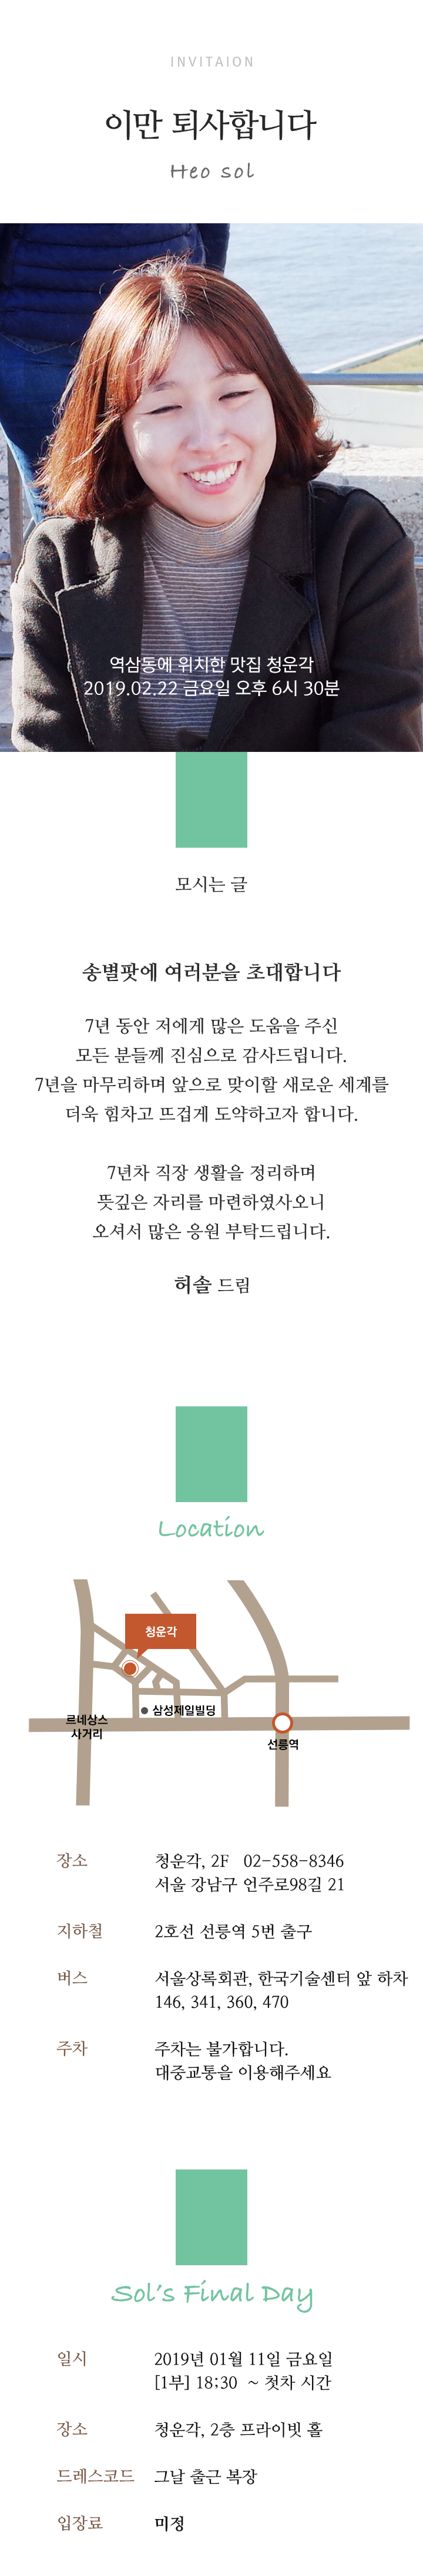 INVITAION
이만 퇴사합니다
Heo sol
역삼동에 위치한 맛집 청운각
2019.02.22 금요일 오후 6시 30분
모시는 글
송별팟에 여러분을 초대합니다
7년 동안 저에게 많은 도움을 주신
모든 분들께 진심으로 감사드립니다.
7년을 마무리하며 앞으로 맞이할 새로운 세계를
더욱 힘차고 뜨겁게 도약하고자 합니다.
7년차 직장 생활을 정리하며
뜻깊은 자리를 마련하였사오니
오셔서 많은 응원 부탁드립니다.
허솔 드림
Location
청운각
삼성제일빌딩
르네상스
사거리
선릉역
장소 청운각, 2F 02-558-8346
서울 강남구 언주로98길 21
지하철 2호선 선릉역 5번 출구
버스 서울상록회관, 한국기술센터 앞 하차
146, 341, 360, 470
주차 주차는 불가합니다.
대중교통을 이용해주세요
Sol's Final Day
일시 2019년 01월 11일 금요일
[1부] 18;30 ~ 첫차 시간
장소 청운각, 2층 프라이빗 홀
드레스코드 그날 출근 복장
입장료 미정